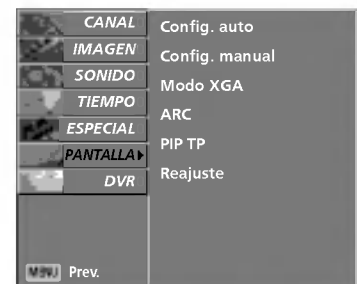 CANAL
IMAGEN
SONIDO
TIEMPO
ESPECIAL
PANTALLA
DVR
Config. auto
Config. manual
Modo XGA
ARC
PIP TP
Reajuste
MENU Prev.